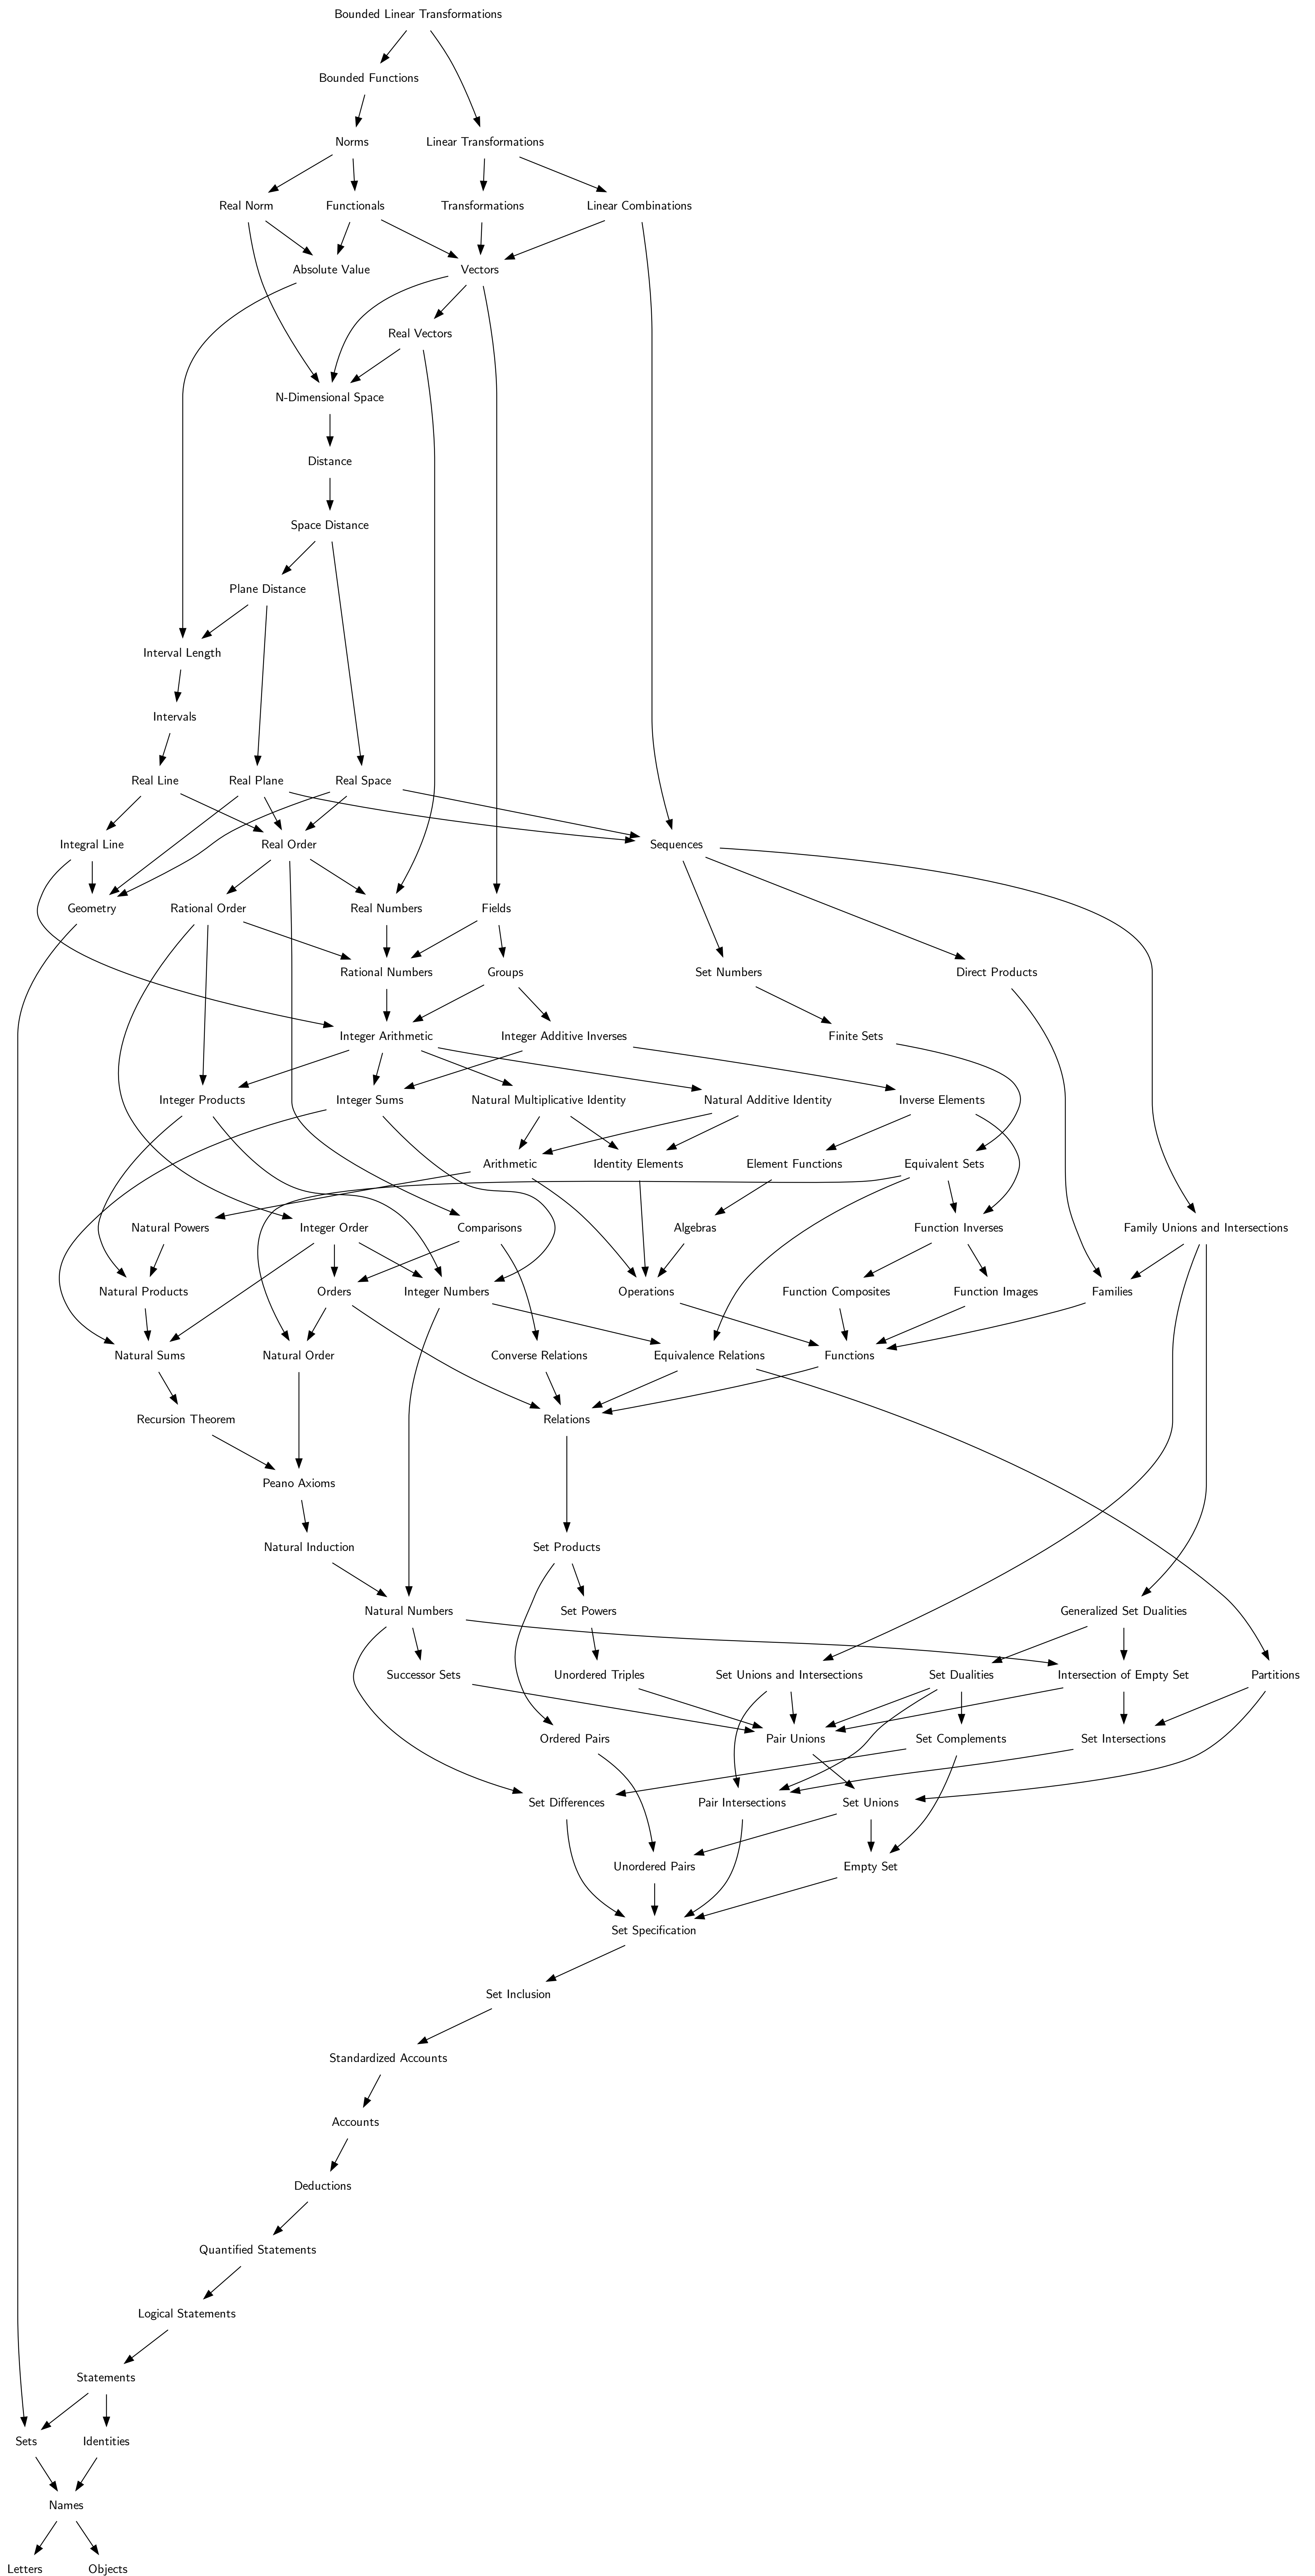 Bounded Linear Transformations
Bounded Functions
Norms
Linear Transformations
Real Norm
Functionals
Transformations
Linear Combinations
Absolute Value
Vectors
Real Vectors
N-Dimensional Space
Distance
Space Distance
Plane Distance
Interval Length
Intervals
Real Line
Real Plane
Real Space
Integral Line
Real Order
Sequences
Geometry
Rational Order
Real Numbers
Fields
Rational Numbers
Groups
Set Numbers
Direct Products
Integer Arithmetic
Integer Additive Inverses
Finite Sets
Integer Products
Integer Sums
Natural Multiplicative Identity
Natural Additive Identity
Inverse Elements
Arithmetic
Identity Elements
Element Functions
Equivalent Sets
Natural Powers
Integer Order
Comparisons
Algebras
Function Inverses
Family Unions and Intersections
Natural Products
Orders
Integer Numbers
Operations
Function Composites
Function Images
Families
Natural Sums
Natural Order
Converse Relations
Equivalence Relations
Functions
Recursion Theorem
Relations
Peano Axioms
Natural Induction
Set Products
Natural Numbers
Set Powers
Generalized Set Dualities
Successor Sets
Unordered Triples
Set Unions and Intersections
Set Dualities
Intersection of Empty Set
Partitions
Ordered Pairs
Pair Unions
Set Complements
Set Intersections
Set Differences
Pair Intersections
Set Unions
Unordered Pairs
Empty Set
Set Specification
Set Inclusion
Standardized Accounts
Accounts
Deductions
Quantified Statements
Logical Statements
Statements
Sets
Identities
Names
Letters
Objects